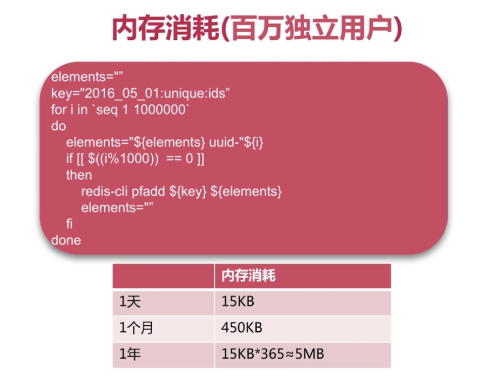 内存消耗(百万独立用户)
elements=""
key="2016_05_01:unique:ids”
for i in `seq 1 1000000`
do
elements="${elements} uuid-"${i}
if [[ $((i%1000)) == 0 ]]
then
redis-cli pfadd ${key} ${elements}
elements=""
fi
done
内存消耗
1天 15KB
1个月 450KB
1年 15KB*365≈5MB